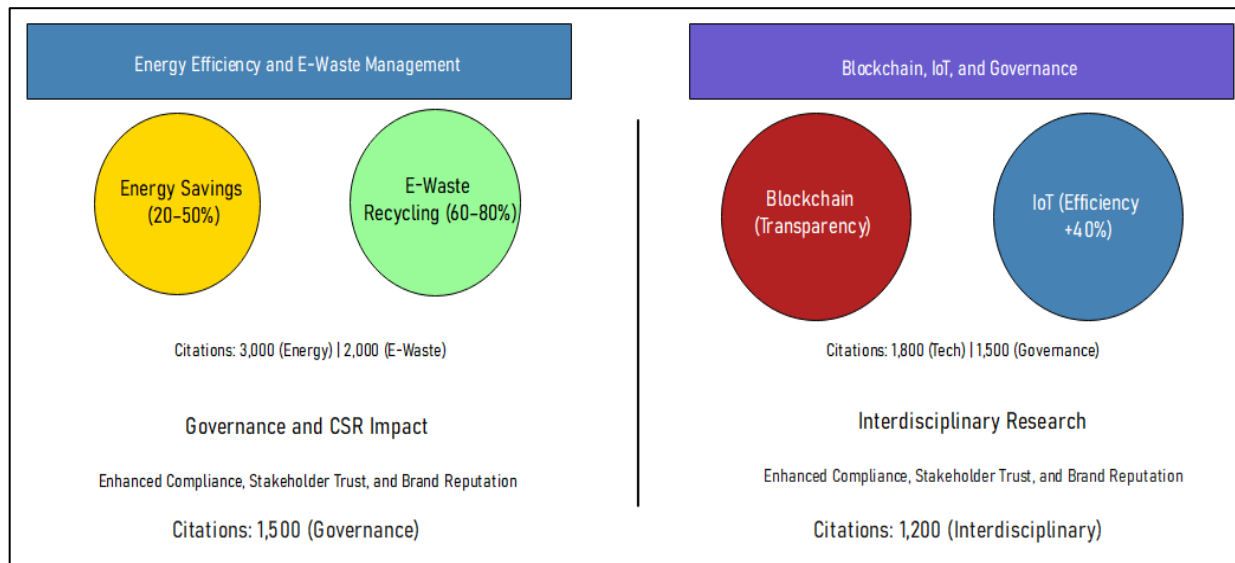 Energy Efficiency and E-Waste Management
Energy Savings
(20-50%)
E-Waste
Recycling (60-80%)
Citations: 3,000 (Energy) | 2,000 (E-Waste)
Governance and CSR Impact
Enhanced Compliance, Stakeholder Trust, and Brand Reputation
Citations: 1,500 (Governance)
Blockchain, IoT, and Governance
Blockchain
(Transparency)
IoT (Efficiency
+40%)
Citations: 1,800 (Tech) | 1,500 (Governance)
Interdisciplinary Research
Enhanced Compliance, Stakeholder Trust, and Brand Reputation
Citations: 1,200 (Interdisciplinary)